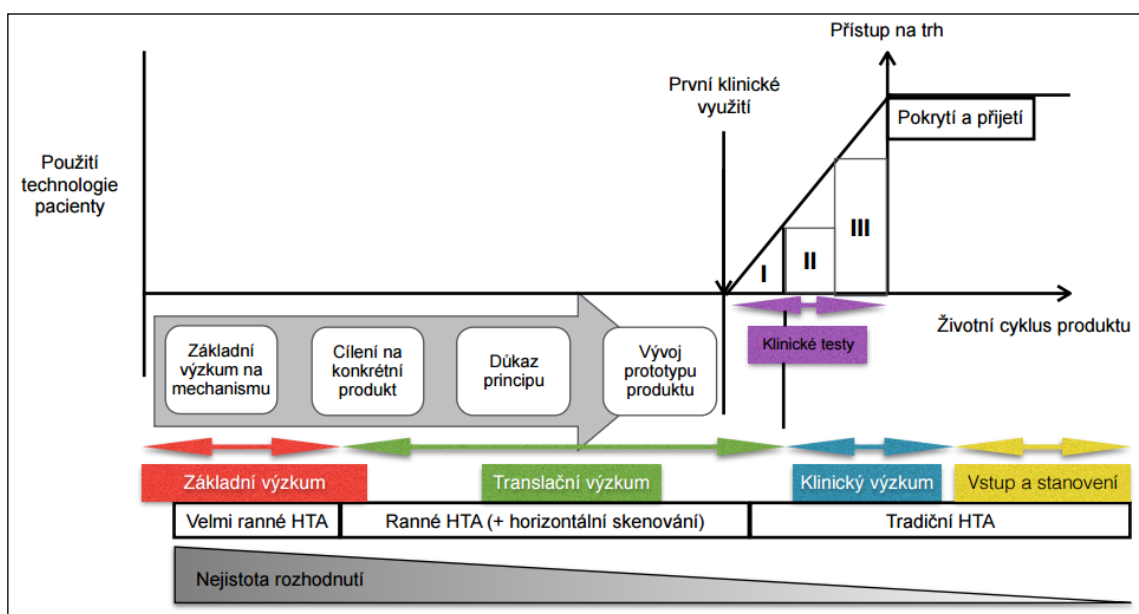 Přístup na trh
První klinické
využití
Pokrytí a přijetí
Použití
technologie
pacienty
I
II
III
Životní cyklus produktu
Klinické testy
Základní
výzkum na
mechanismu
Cílení na
konkrétní
produkt
Důkaz
principu
Vývoj
prototypu
produktu
Základní výzkum
Translační výzkum
Klinický výzkum
Vstup a stanovení
Velmi ranné HTA
Ranné HTA (+ horizontální skenování)
Tradiční HTA
Nejistota rozhodnutí